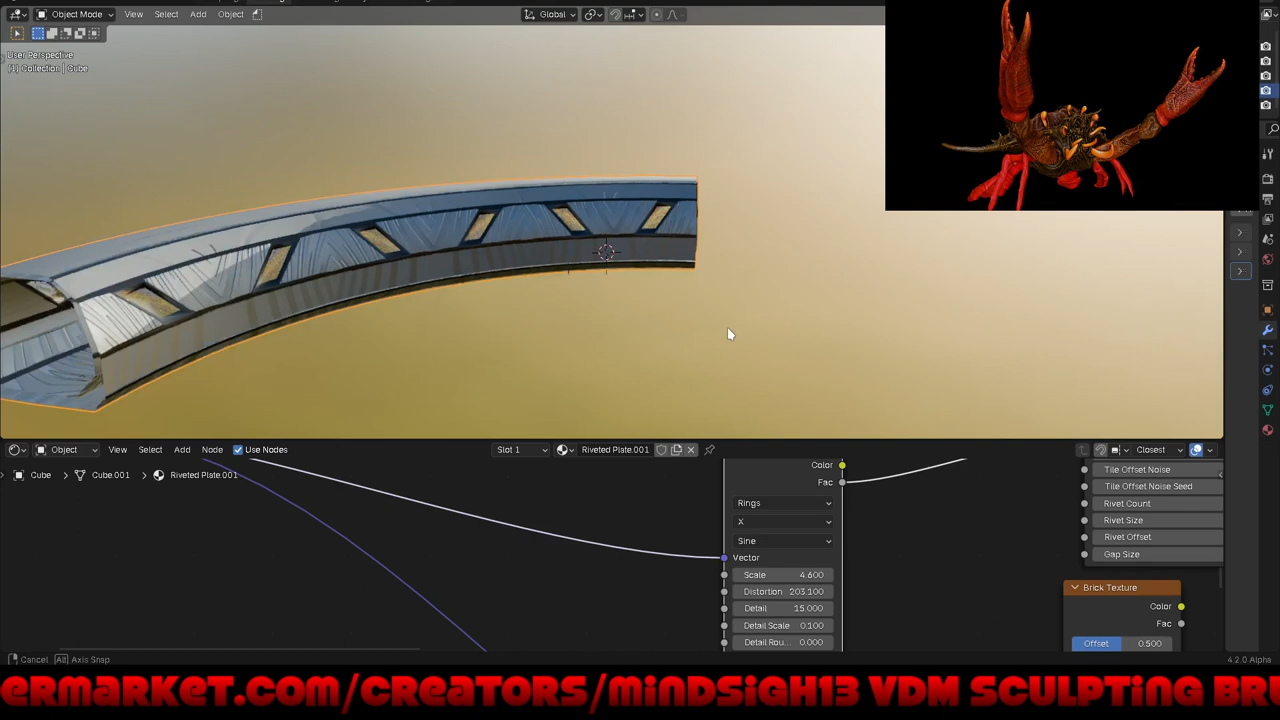 Object Mode View Select Add Object Global
User Perspective
(1) Collection | Cube
Object View Select Add Node Use Nodes Slot 1 Riveted Plate.001 Closest
Cube Cube.001 Riveted Plate.001
Color
Fac
Rings
X
Sine
Vector
Scale 4.600
Distortion 203.100
Detail 15.000
Detail Scale 0.100
Detail Rou... 0.000
Tile Offset Noise
Tile Offset Noise Seed
Rivet Count
Rivet Size
Rivet Offset
Gap Size
Brick Texture
Color
Fac
Offset 0.500
Cancel Alt Axis Snap 4.2.0 Alpha
ermarket.com/creators/mindsigh13 VDM SCULPTING BRU